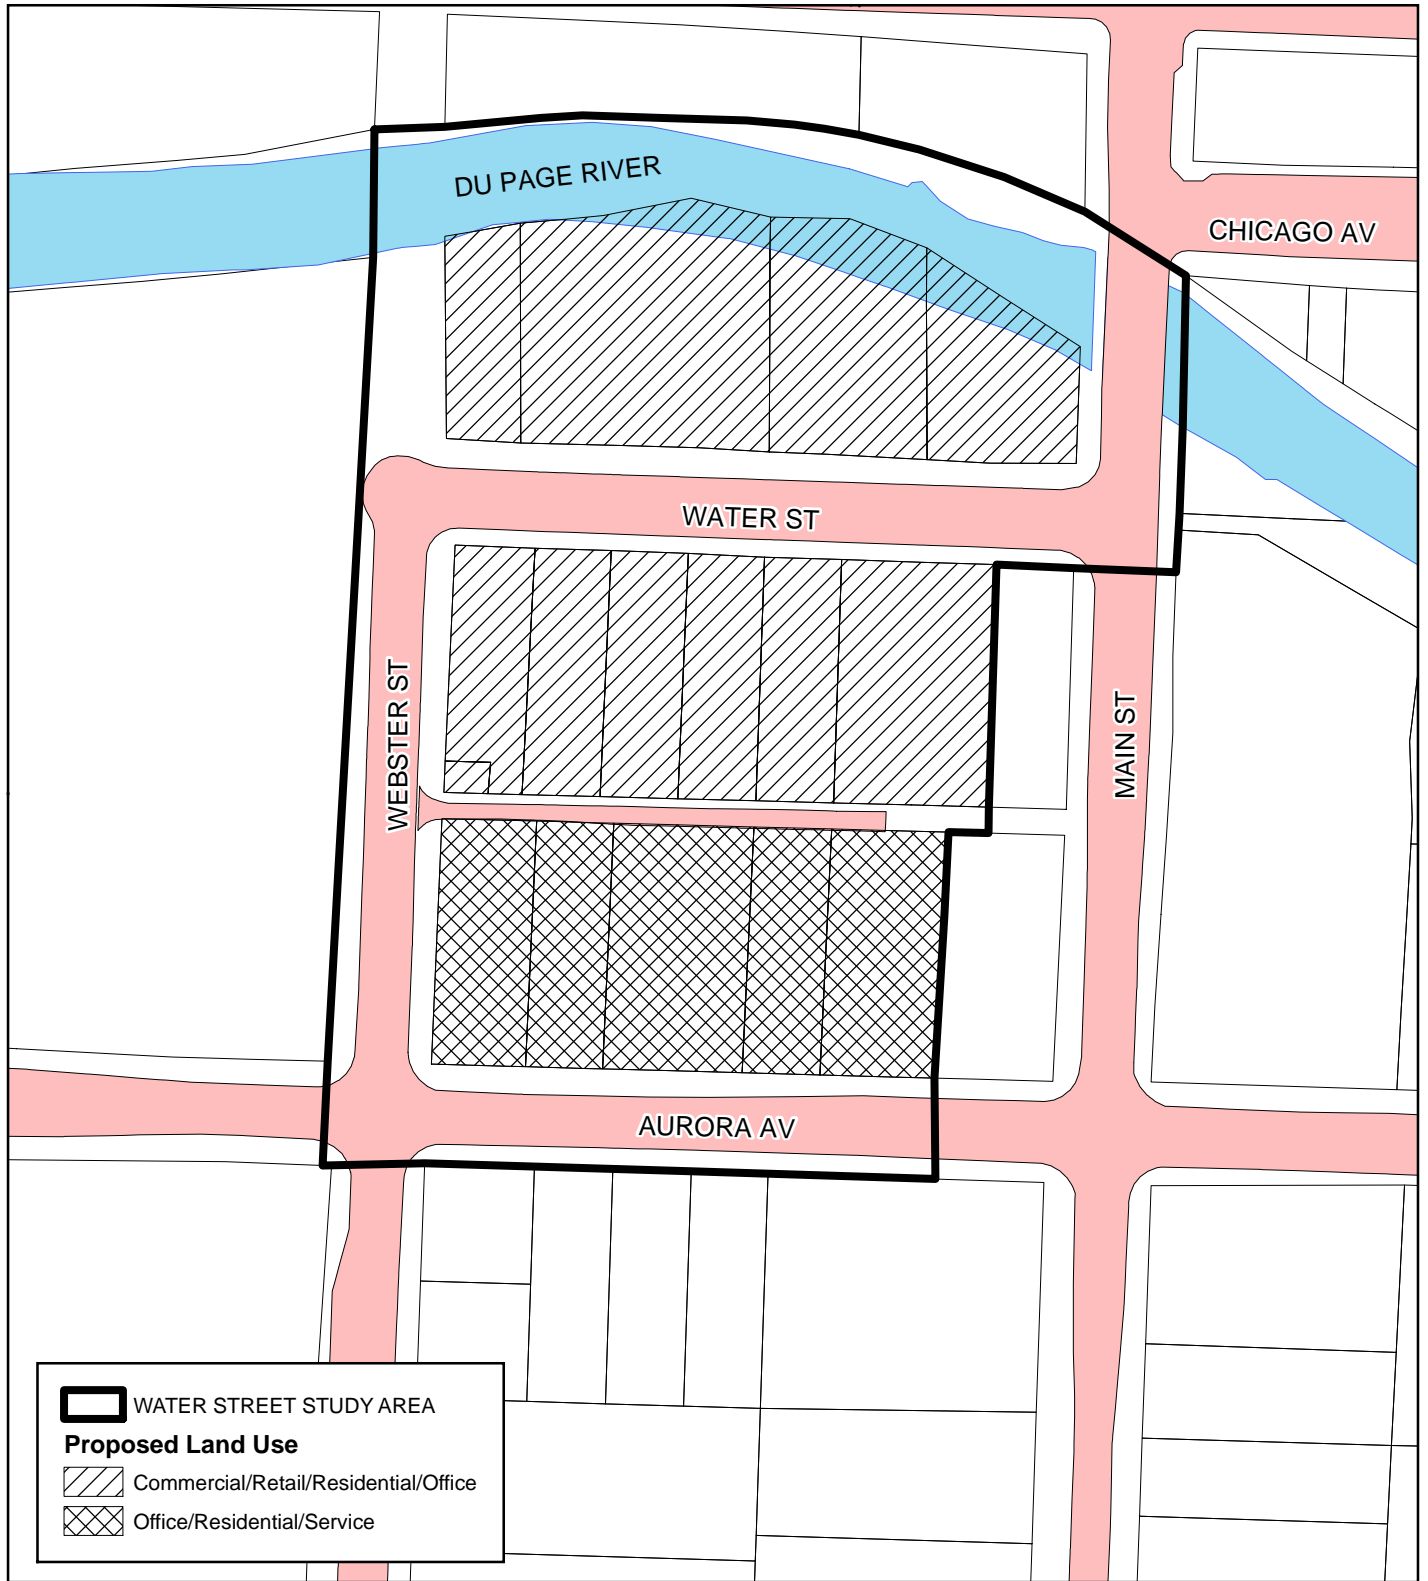 DU PAGE RIVER
CHICAGO AV
WATER ST
WEBSTER ST
MAIN ST
AURORA AV
WATER STREET STUDY AREA
Proposed Land Use
Commercial/Retail/Residential/Office
Office/Residential/Service